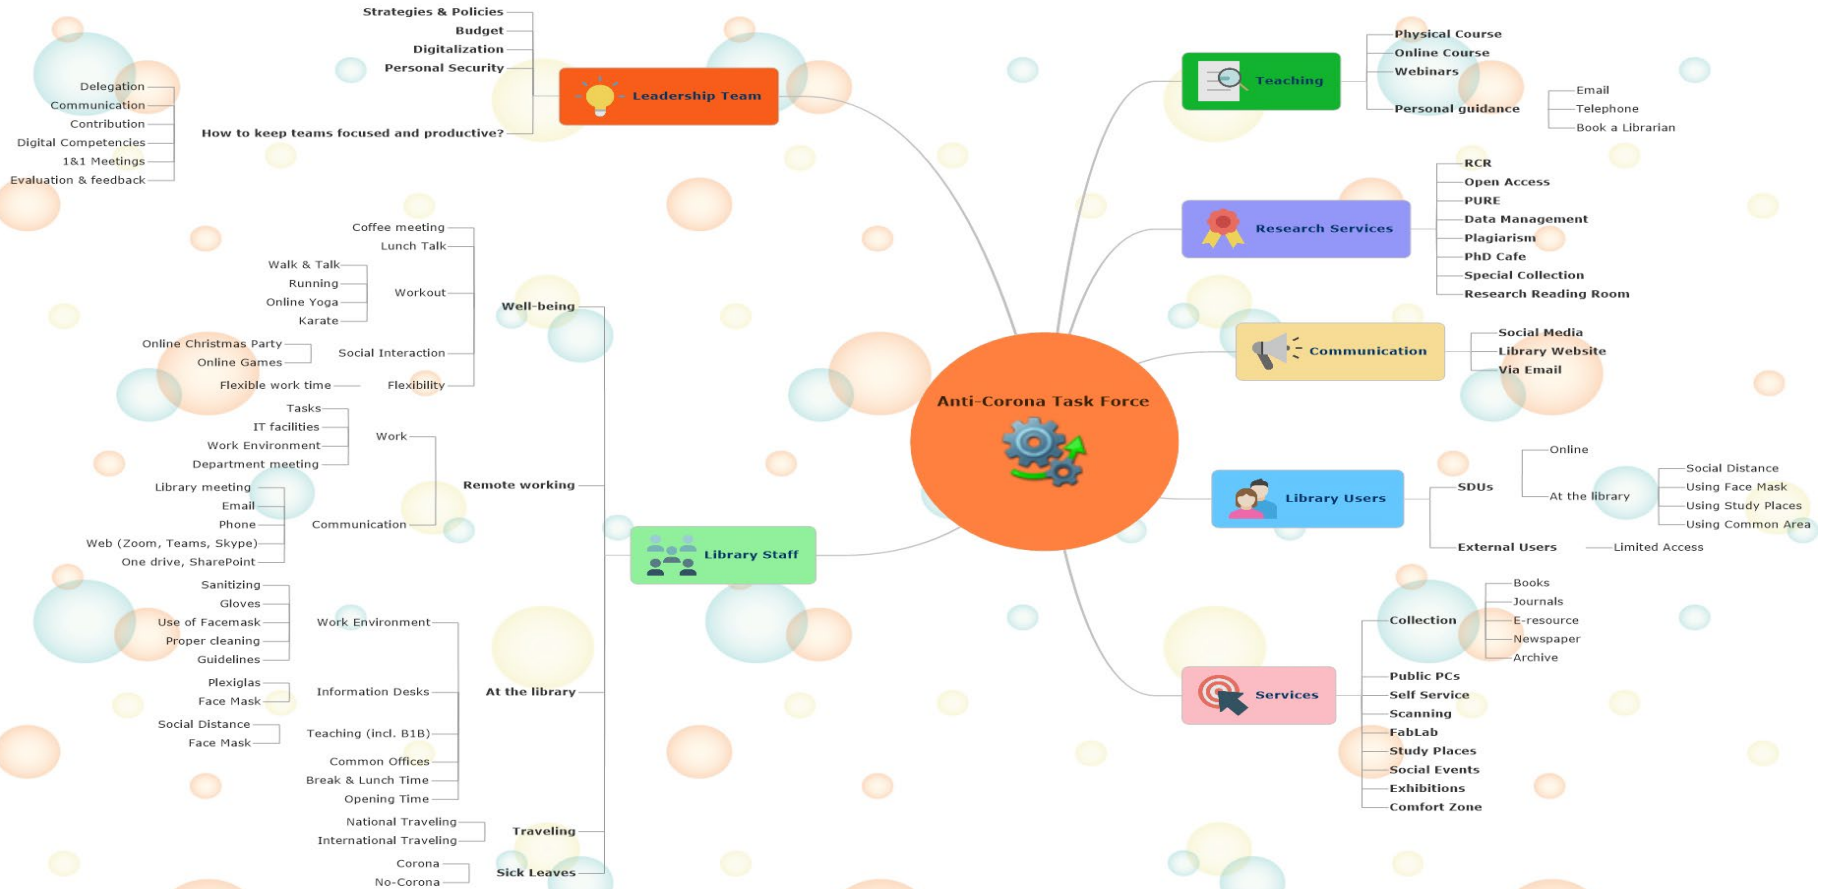 Anti-Corona Task Force
Leadership Team
Strategies & Policies
Budget
Digitalization
Personal Security
How to keep teams focused and productive?
Delegation
Communication
Contribution
Digital Competencies
1&1 Meetings
Evaluation & feedback
Library Staff
Well-being
Coffee meeting
Lunch Talk
Workout
Walk & Talk
Running
Online Yoga
Karate
Social Interaction
Online Christmas Party
Online Games
Flexibility
Flexible work time
Remote working
Work
Tasks
IT facilities
Work Environment
Department meeting
Communication
Library meeting
Email
Phone
Web (Zoom, Teams, Skype)
One drive, SharePoint
At the library
Work Environment
Sanitizing
Gloves
Use of Facemask
Proper cleaning
Guidelines
Information Desks
Plexiglas
Face Mask
Teaching (incl. B1B)
Social Distance
Face Mask
Common Offices
Break & Lunch Time
Opening Time
Traveling
National Traveling
International Traveling
Sick Leaves
Corona
No-Corona
Teaching
Physical Course
Online Course
Webinars
Personal guidance
Email
Telephone
Book a Librarian
Research Services
RCR
Open Access
PURE
Data Management
Plagiarism
PhD Cafe
Special Collection
Research Reading Room
Communication
Social Media
Library Website
Via Email
Library Users
SDUs
Online
At the library
Social Distance
Using Face Mask
Using Study Places
Using Common Area
External Users
Limited Access
Services
Collection
Books
Journals
E-resource
Newspaper
Archive
Public PCs
Self Service
Scanning
FabLab
Study Places
Social Events
Exhibitions
Comfort Zone